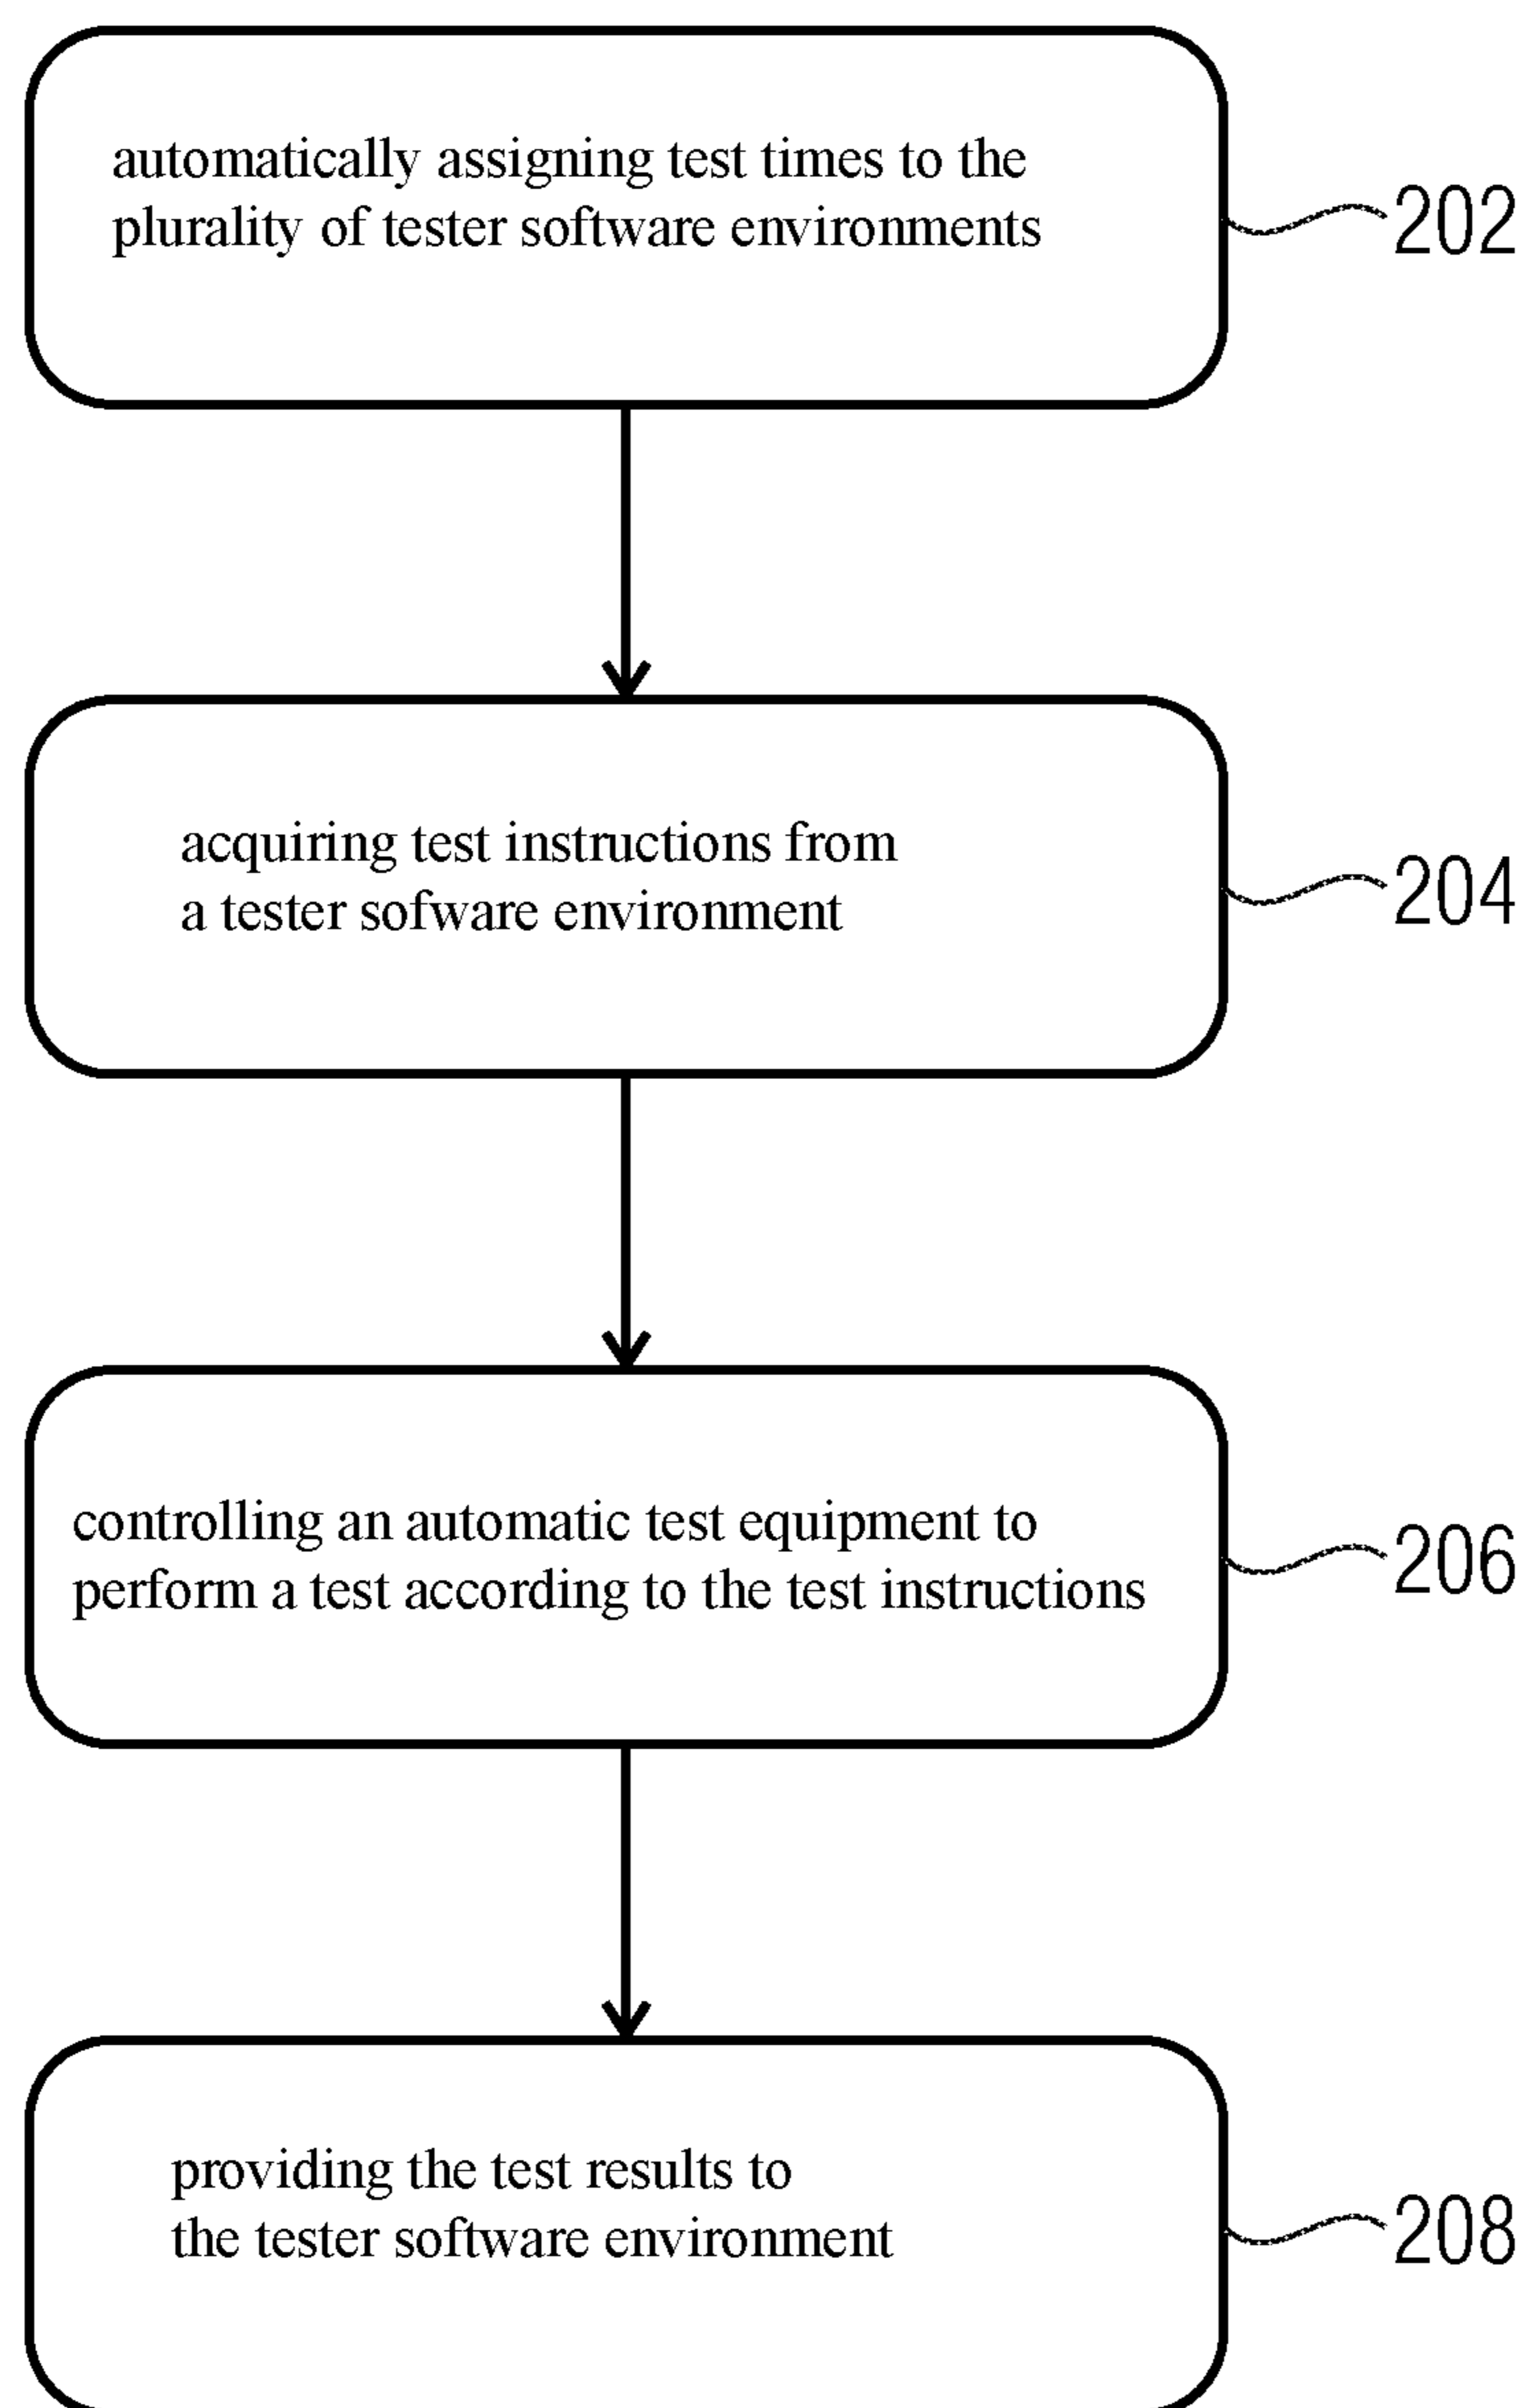 automatically assigning test times to the
plurality of tester software environments
202
acquiring test instructions from
a tester sofware environment
204
controlling an automatic test equipment to
perform a test according to the test instructions
206
providing the test results to
the tester software environment
208